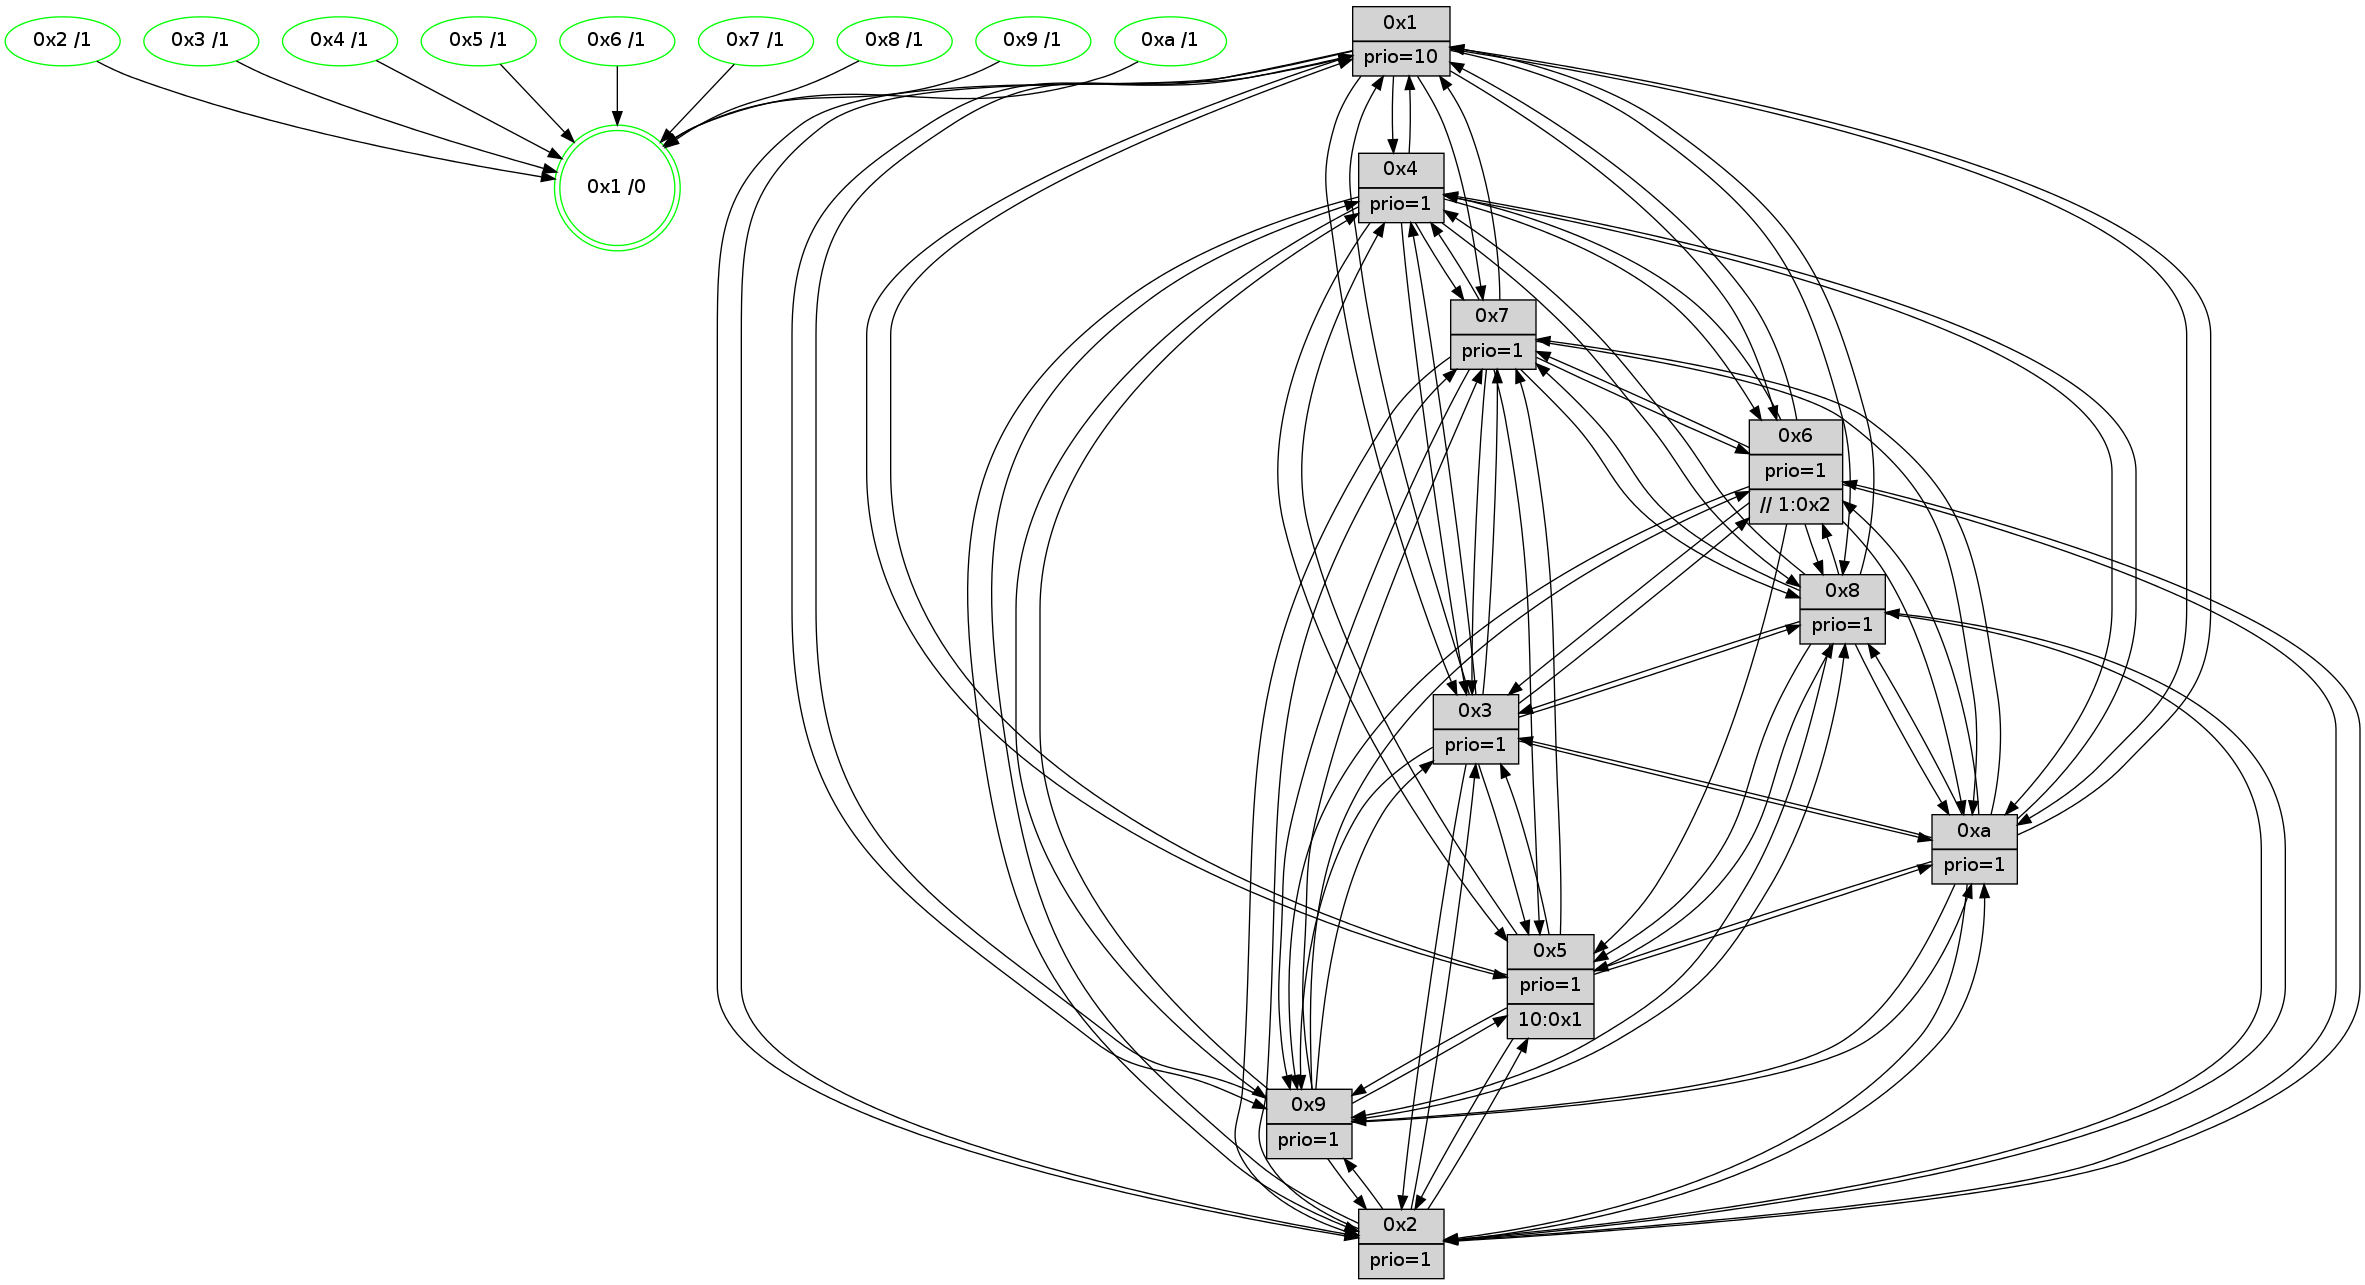 0x2 /1
0x3 /1
0x4 /1
0x5 /1
0x6 /1
0x7 /1
0x8 /1
0x9 /1
0xa /1
0x1 /0
0x1
prio=10
0x4
prio=1
0x7
prio=1
0x6
prio=1
// 1:0x2
0x8
prio=1
0x3
prio=1
0xa
prio=1
0x5
prio=1
10:0x1
0x9
prio=1
0x2
prio=1